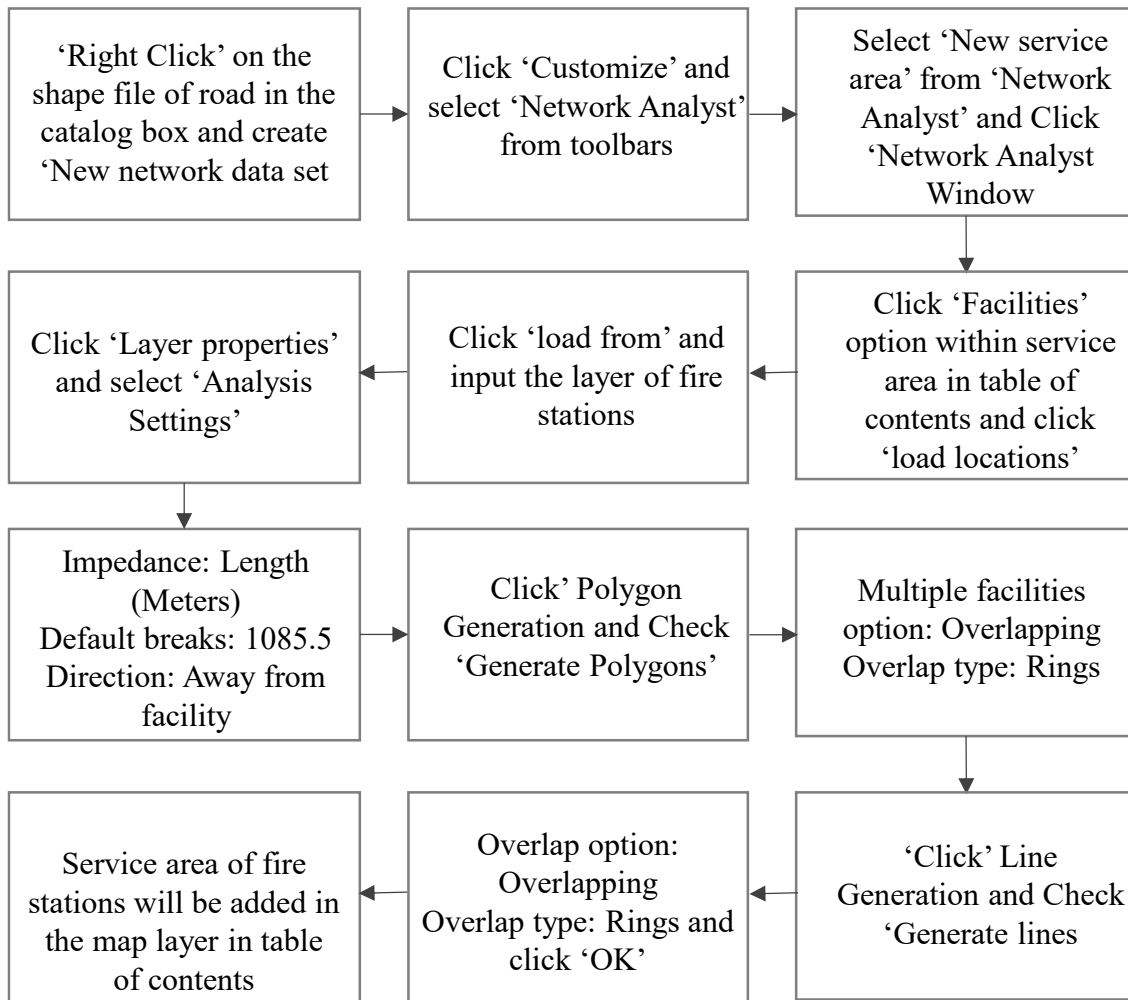 ‘Right Click’ on the
shape file of road in the
catalog box and create
‘New network data set
Click ‘Customize’ and
select ‘Network Analyst’
from toolbars
Select ‘New service
area’ from ‘Network
Analyst’ and Click
‘Network Analyst
Window
Click ‘Facilities’
option within service
area in table of
contents and click
‘load locations’
Click ‘load from’ and
input the layer of fire
stations
Click ‘Layer properties’
and select ‘Analysis
Settings’
Impedance: Length
(Meters)
Default breaks: 1085.5
Direction: Away from
facility
Click’ Polygon
Generation and Check
‘Generate Polygons’
Multiple facilities
option: Overlapping
Overlap type: Rings
‘Click’ Line
Generation and Check
‘Generate lines
Overlap option:
Overlapping
Overlap type: Rings and
click ‘OK’
Service area of fire
stations will be added in
the map layer in table
of contents